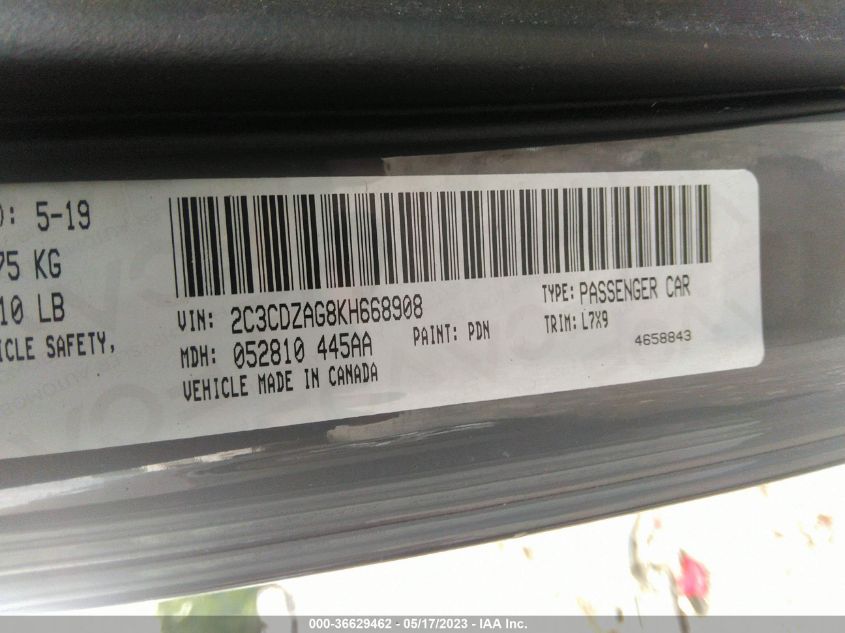 D: 5-19
75 KG
10 LB
ICLE SAFETY,
VIN: 2C3CDZAG8KH668908
TYPE: PASSENGER CAR
MDH: 052810 445AA
PAINT: PDN
TRIM: L7X9
VEHICLE MADE IN CANADA
4658843
000-36629462 - 05/17/2023 - IAA Inc.